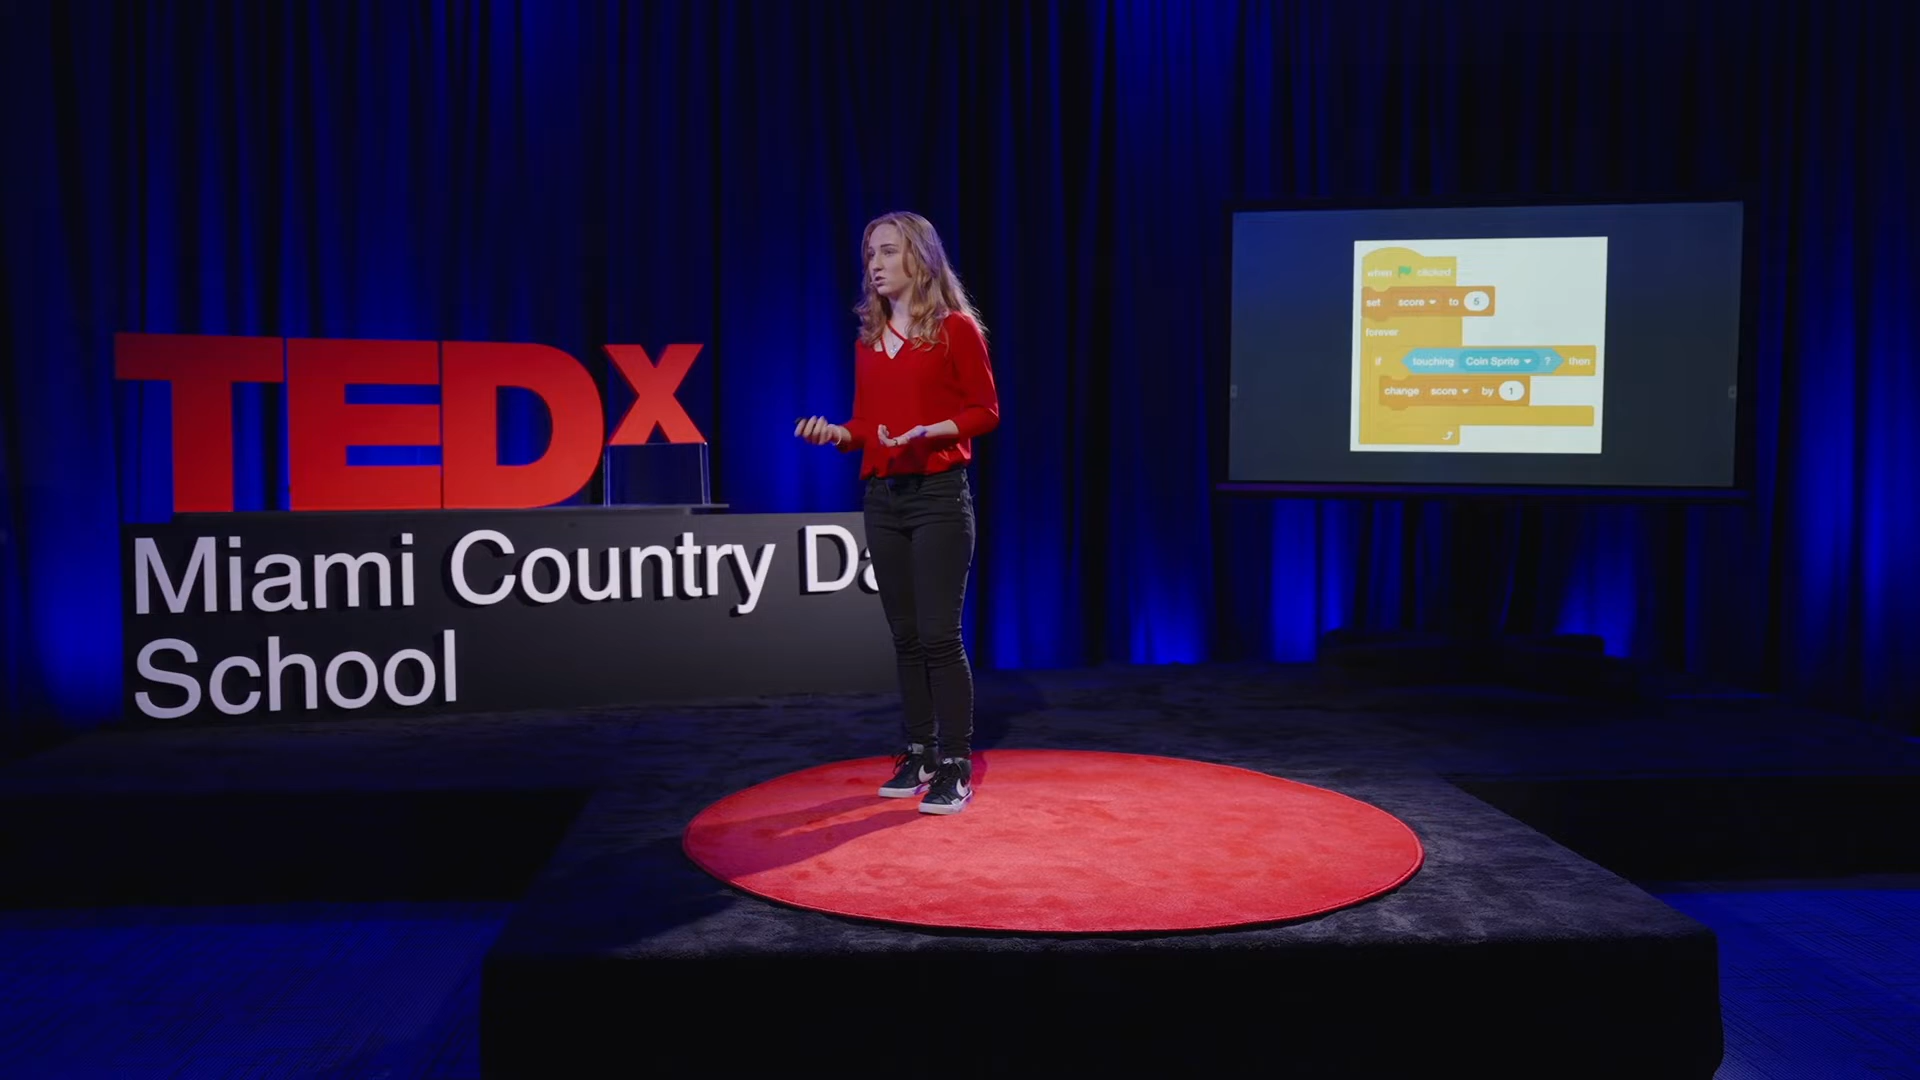 TEDx
Miami Country Da
School
when clicked
set score to 5
forever
if touching Coin Sprite ? then
change score by 1